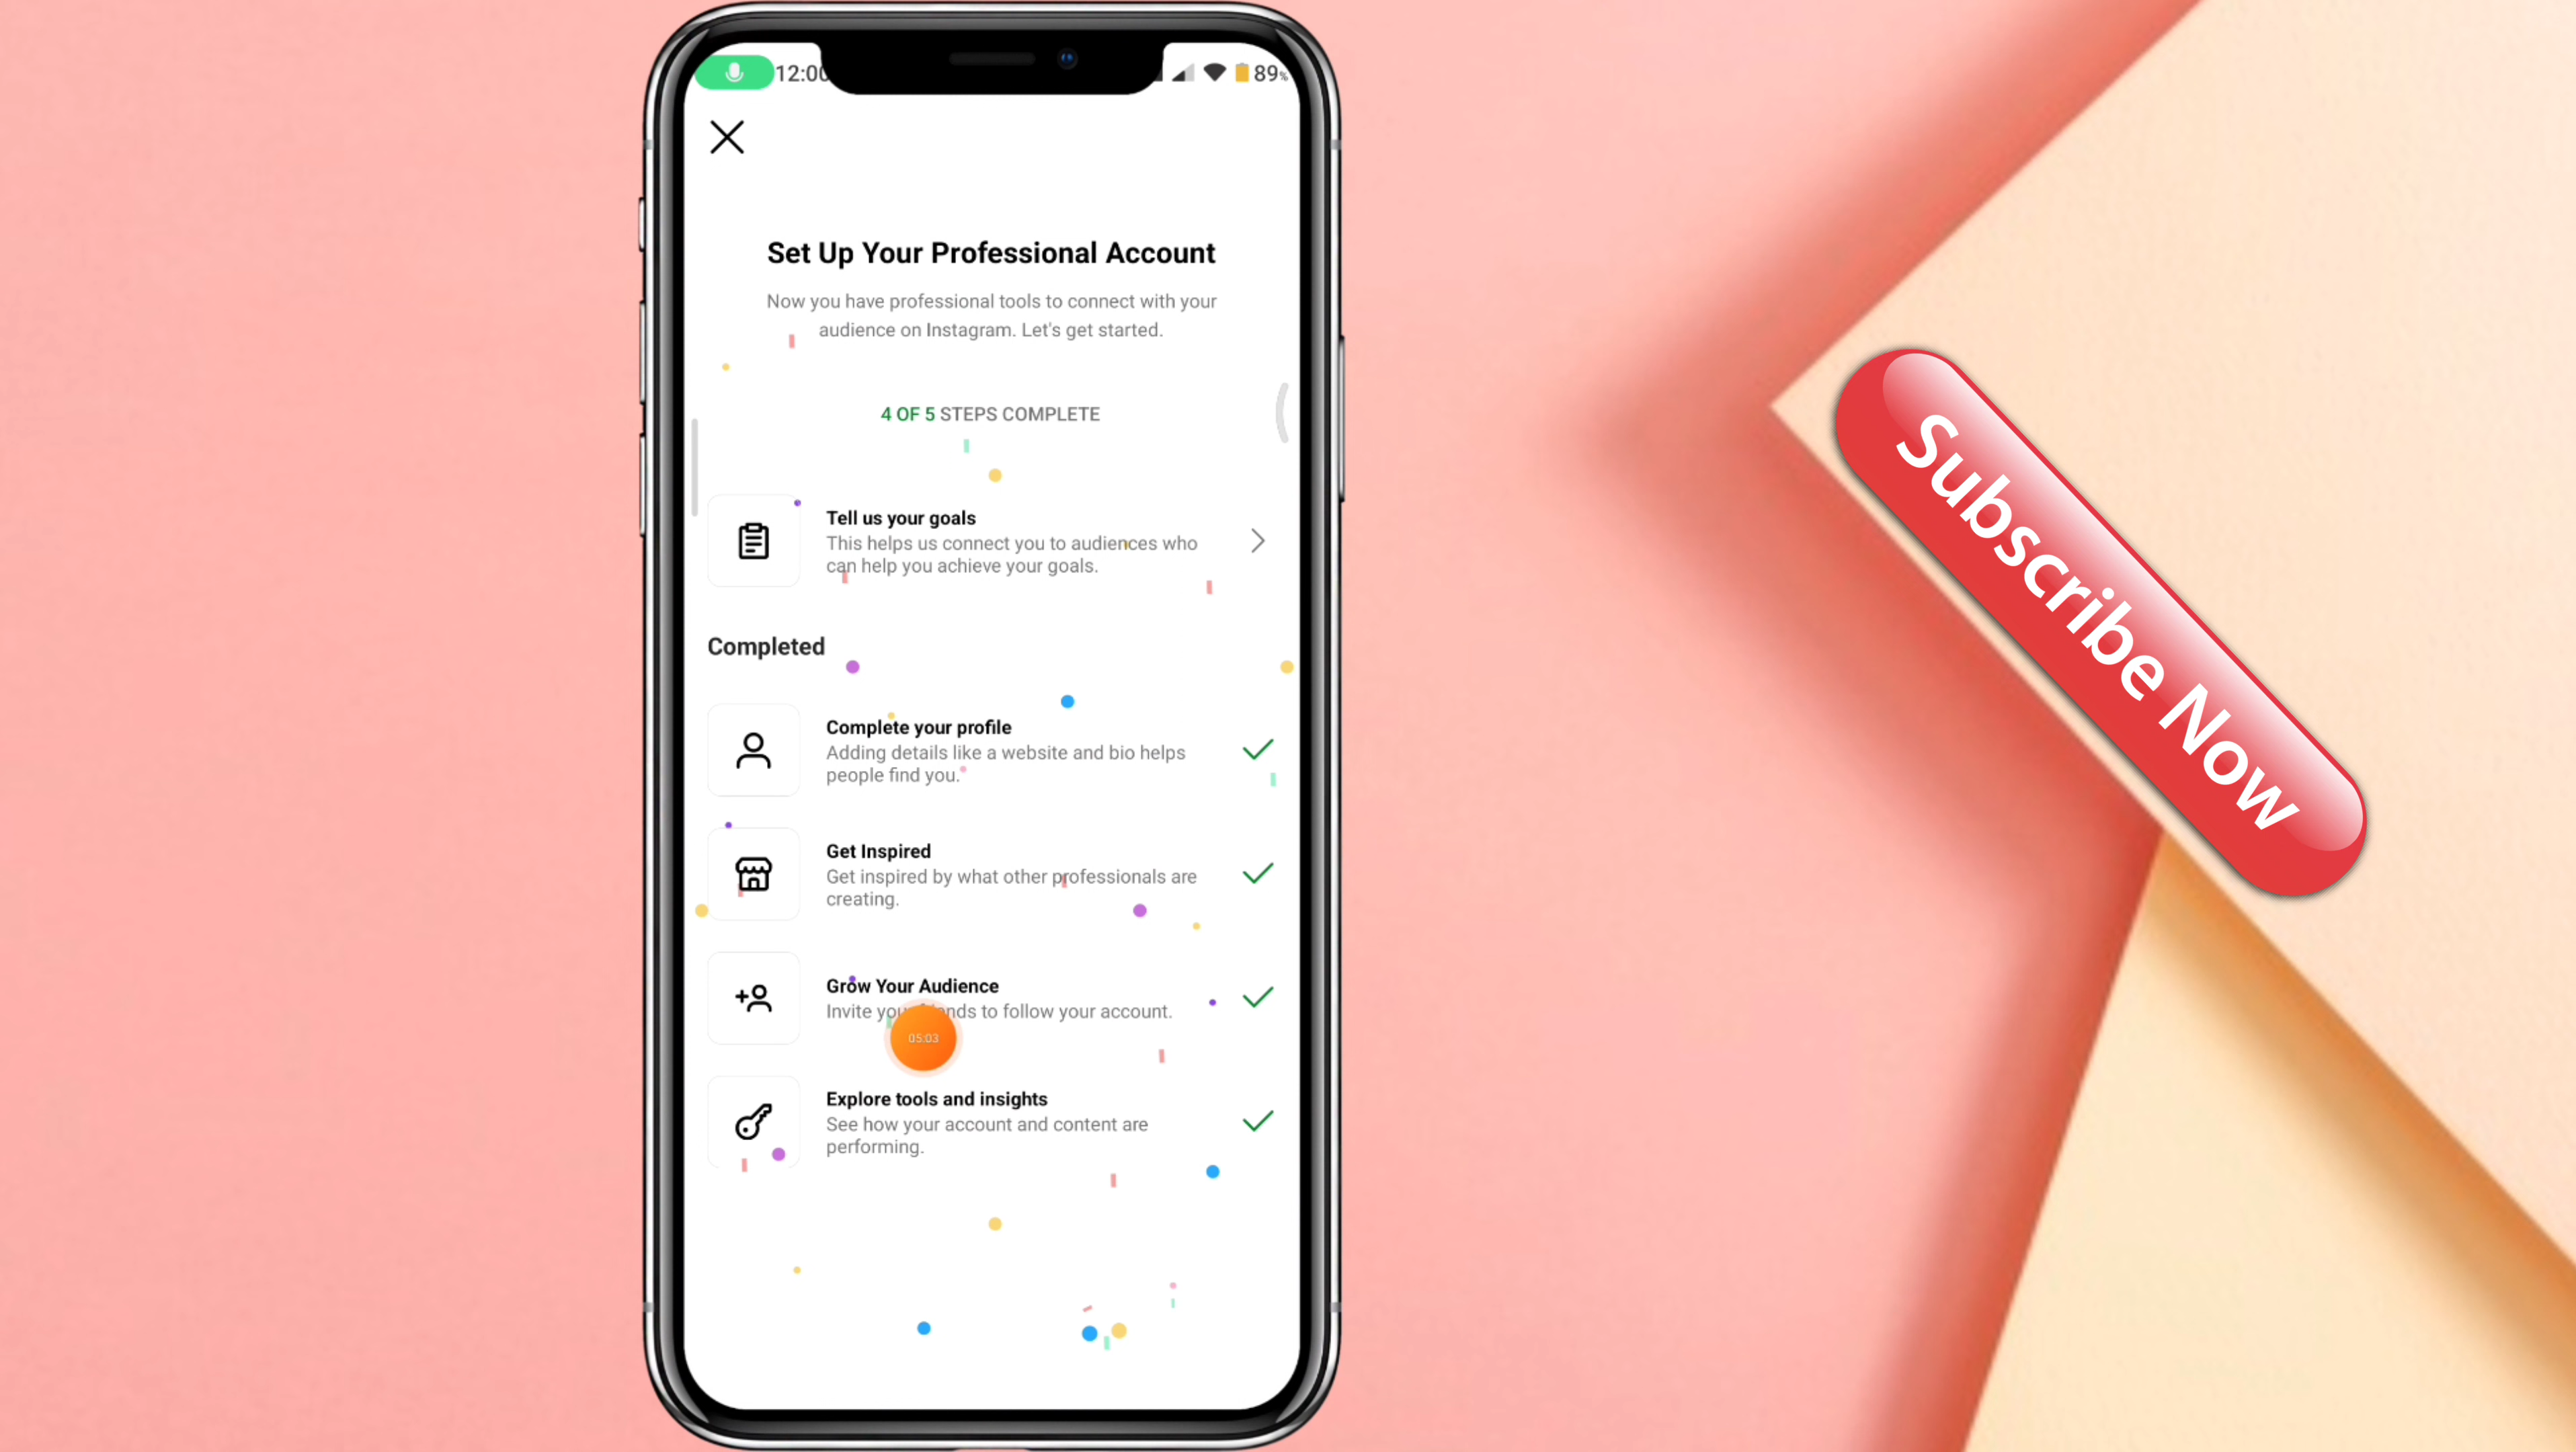 12:00
89%
Set Up Your Professional Account
Now you have professional tools to connect with your
audience on Instagram. Let's get started.
4 OF 5 STEPS COMPLETE
Tell us your goals
This helps us connect you to audiences who
can help you achieve your goals.
Completed
Complete your profile
Adding details like a website and bio helps
people find you.
Get Inspired
Get inspired by what other professionals are
creating.
Grow Your Audience
Invite your friends to follow your account.
05:03
Explore tools and insights
See how your account and content are
performing.
Subscribe Now